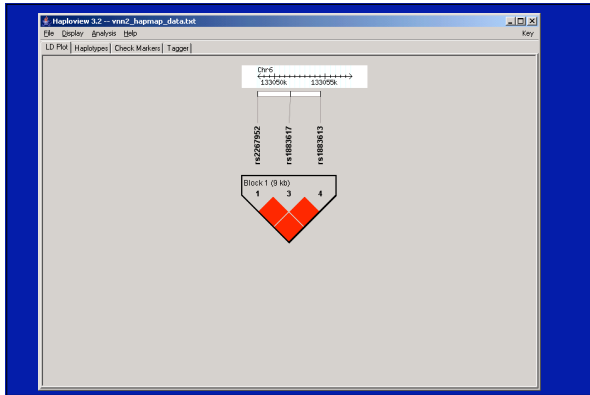 Haploview 3.2 -- vnn2_hapmap_data.txt
File Display Analysis Help Key
LD Plot Haplotypes Check Markers Tagger
Chr6
133050k 133055k
rs2267952 rs1883617 rs1883613
Block 1 (9 kb)
1 3 4